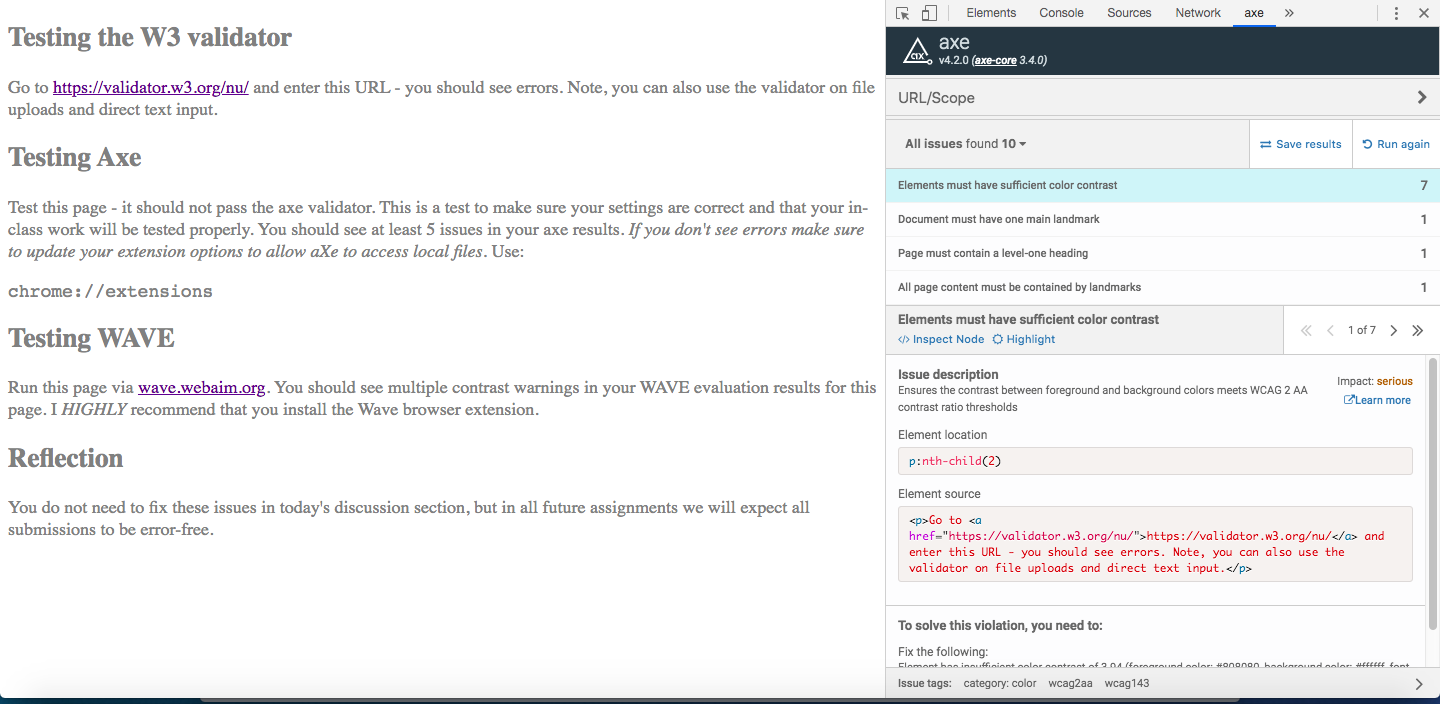 Testing the W3 validator
Go to https://validator.w3.org/nu/ and enter this URL - you should see errors. Note, you can also use the validator on file
uploads and direct text input.
Testing Axe
Test this page - it should not pass the axe validator. This is a test to make sure your settings are correct and that your in-
class work will be tested properly. You should see at least 5 issues in your axe results. If you don't see errors make sure
to update your extension options to allow aXe to access local files. Use:
chrome://extensions
Testing WAVE
Run this page via wave.webaim.org. You should see multiple contrast warnings in your WAVE evaluation results for this
page. I HIGHLY recommend that you install the Wave browser extension.
Reflection
You do not need to fix these issues in today's discussion section, but in all future assignments we will expect all
submissions to be error-free.
Elements Console Sources Network axe
axe
v4.2.0 (axe-core 3.4.0)
URL/Scope
All issues found 10 Save results Run again
Elements must have sufficient color contrast 7
Document must have one main landmark 1
Page must contain a level-one heading 1
All page content must be contained by landmarks 1
Elements must have sufficient color contrast
</> Inspect Node Highlight
1 of 7
Issue description
Ensures the contrast between foreground and background colors meets WCAG 2 AA
contrast ratio thresholds
Impact: serious
Learn more
Element location
p:nth-child(2)
Element source
<p>Go to <a
href="https://validator.w3.org/nu/">https://validator.w3.org/nu/</a> and
enter this URL - you should see errors. Note, you can also use the
validator on file uploads and direct text input.</p>
To solve this violation, you need to:
Fix the following:
Element has insufficient color contrast of 3.94 (foreground color: #808080, background color: #ffffff, font
Issue tags: category: color wcag2aa wcag143